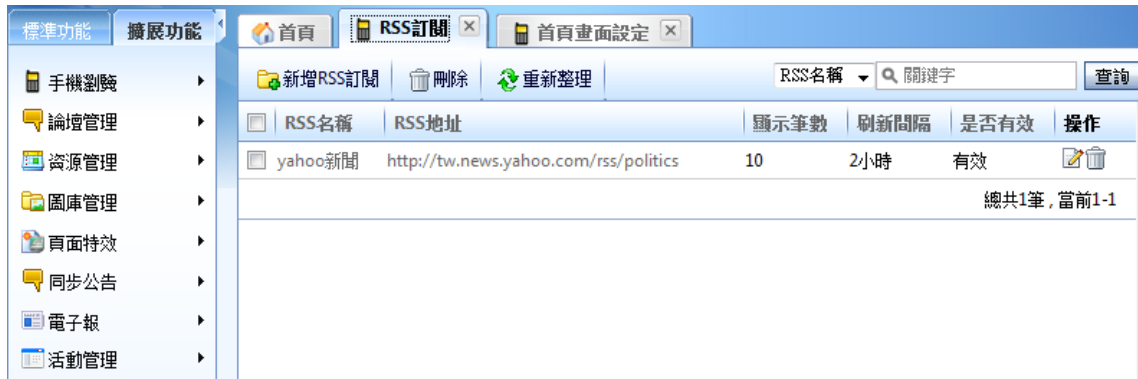 標準功能 擴展功能
首頁 RSS訂閱 首頁畫面設定
新增RSS訂閱 刪除 重新整理 RSS名稱 關鍵字 查詢
RSS名稱 RSS地址 顯示筆數 刷新間隔 是否有效 操作
yahoo新聞 http://tw.news.yahoo.com/rss/politics 10 2小時 有效
總共1筆 , 當前1-1
手機瀏覽
論壇管理
資源管理
圖庫管理
頁面特效
同步公告
電子報
活動管理